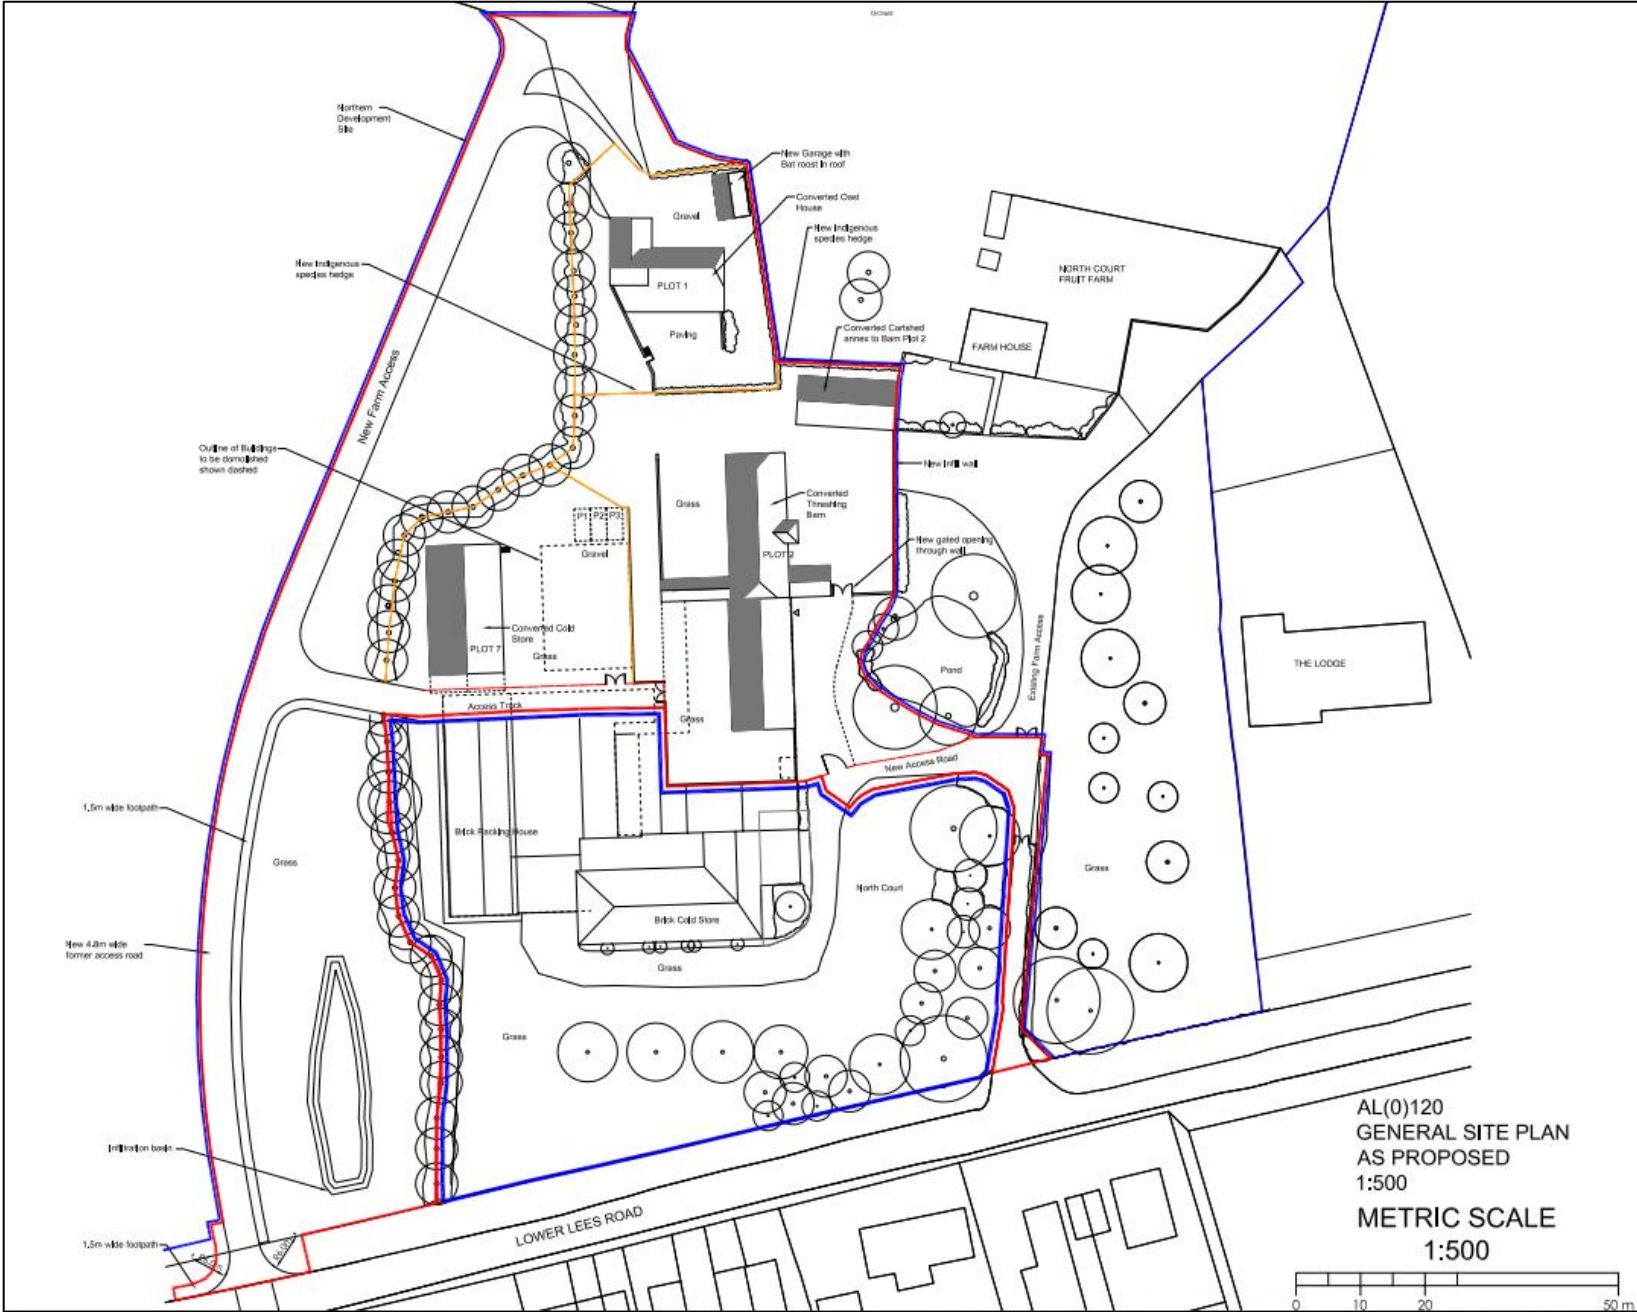 Orchard
Northern
Development
Site
New Garage with
Bat roost in roof
Converted Oast
House
Gravel
New Indigenous
species hedge
New Indigenous
species hedge
PLOT 1
NORTH COURT
FRUIT FARM
Paving
Converted Cartshed
annex to Barn Plot 2
FARM HOUSE
New Farm Access
Outline of Buildings
to be demolished
shown dashed
New Infill wall
Grass
Converted
Threshing
Barn
P1 P2 P3
Gravel
PLOT 2
New gated opening
through wall
Converted Cold
Store
PLOT 7
Grass
Pond
Existing Farm Access
THE LODGE
Access Track
Grass
New Access Road
1.5m wide footpath
Brick Packing House
Grass
Grass
North Court
Brick Cold Store
New 4.8m wide
former access road
Grass
Grass
Infiltration basin
1.5m wide footpath
LOWER LEES ROAD
AL(0)120
GENERAL SITE PLAN
AS PROPOSED
1:500
METRIC SCALE
1:500
0 10 20 50 m